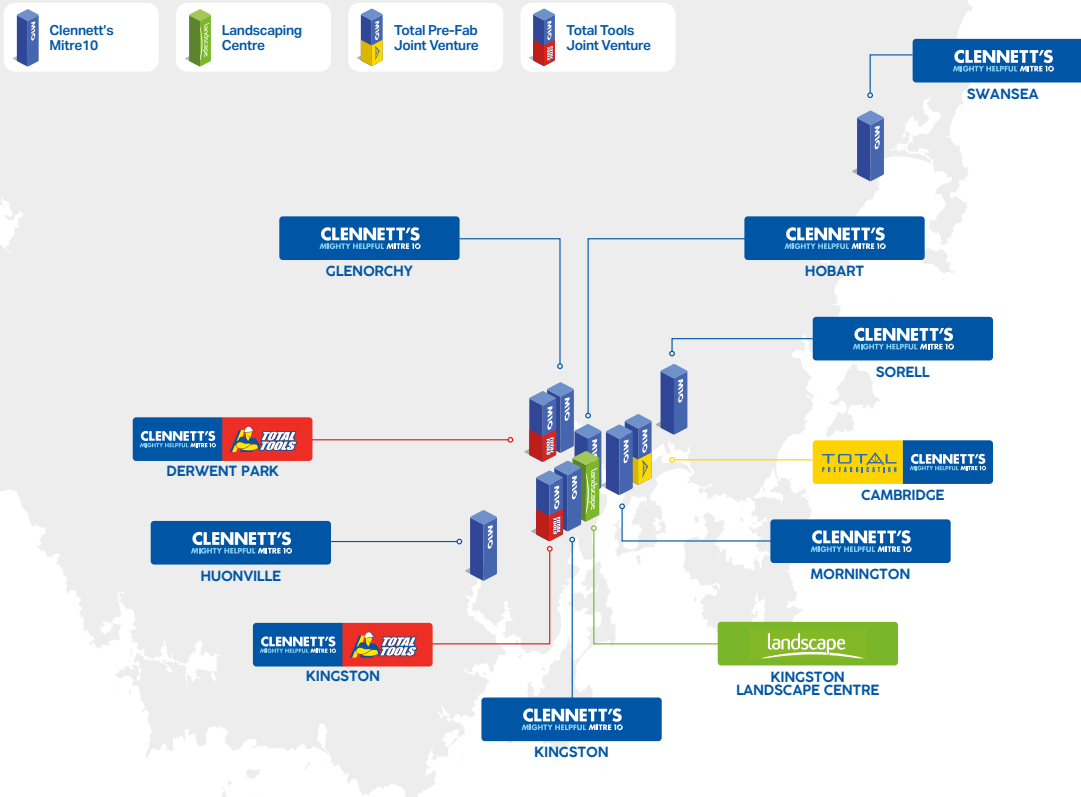 Clennett's
Mitre10
Landscaping
Centre
Total Pre-Fab
Joint Venture
Total Tools
Joint Venture
CLENNETT'S
MIGHTY HELPFUL MITRE 10
SWANSEA
CLENNETT'S
MIGHTY HELPFUL MITRE 10
GLENORCHY
CLENNETT'S
MIGHTY HELPFUL MITRE 10
HOBART
CLENNETT'S
MIGHTY HELPFUL MITRE 10
SORELL
CLENNETT'S
MIGHTY HELPFUL MITRE 10
TOTAL
TOOLS
DERWENT PARK
TOTAL
PREFABRICATION
CLENNETT'S
MIGHTY HELPFUL MITRE 10
CAMBRIDGE
CLENNETT'S
MIGHTY HELPFUL MITRE 10
HUONVILLE
CLENNETT'S
MIGHTY HELPFUL MITRE 10
MORNINGTON
CLENNETT'S
MIGHTY HELPFUL MITRE 10
TOTAL
TOOLS
KINGSTON
landscape
KINGSTON
LANDSCAPE CENTRE
CLENNETT'S
MIGHTY HELPFUL MITRE 10
KINGSTON
landscape